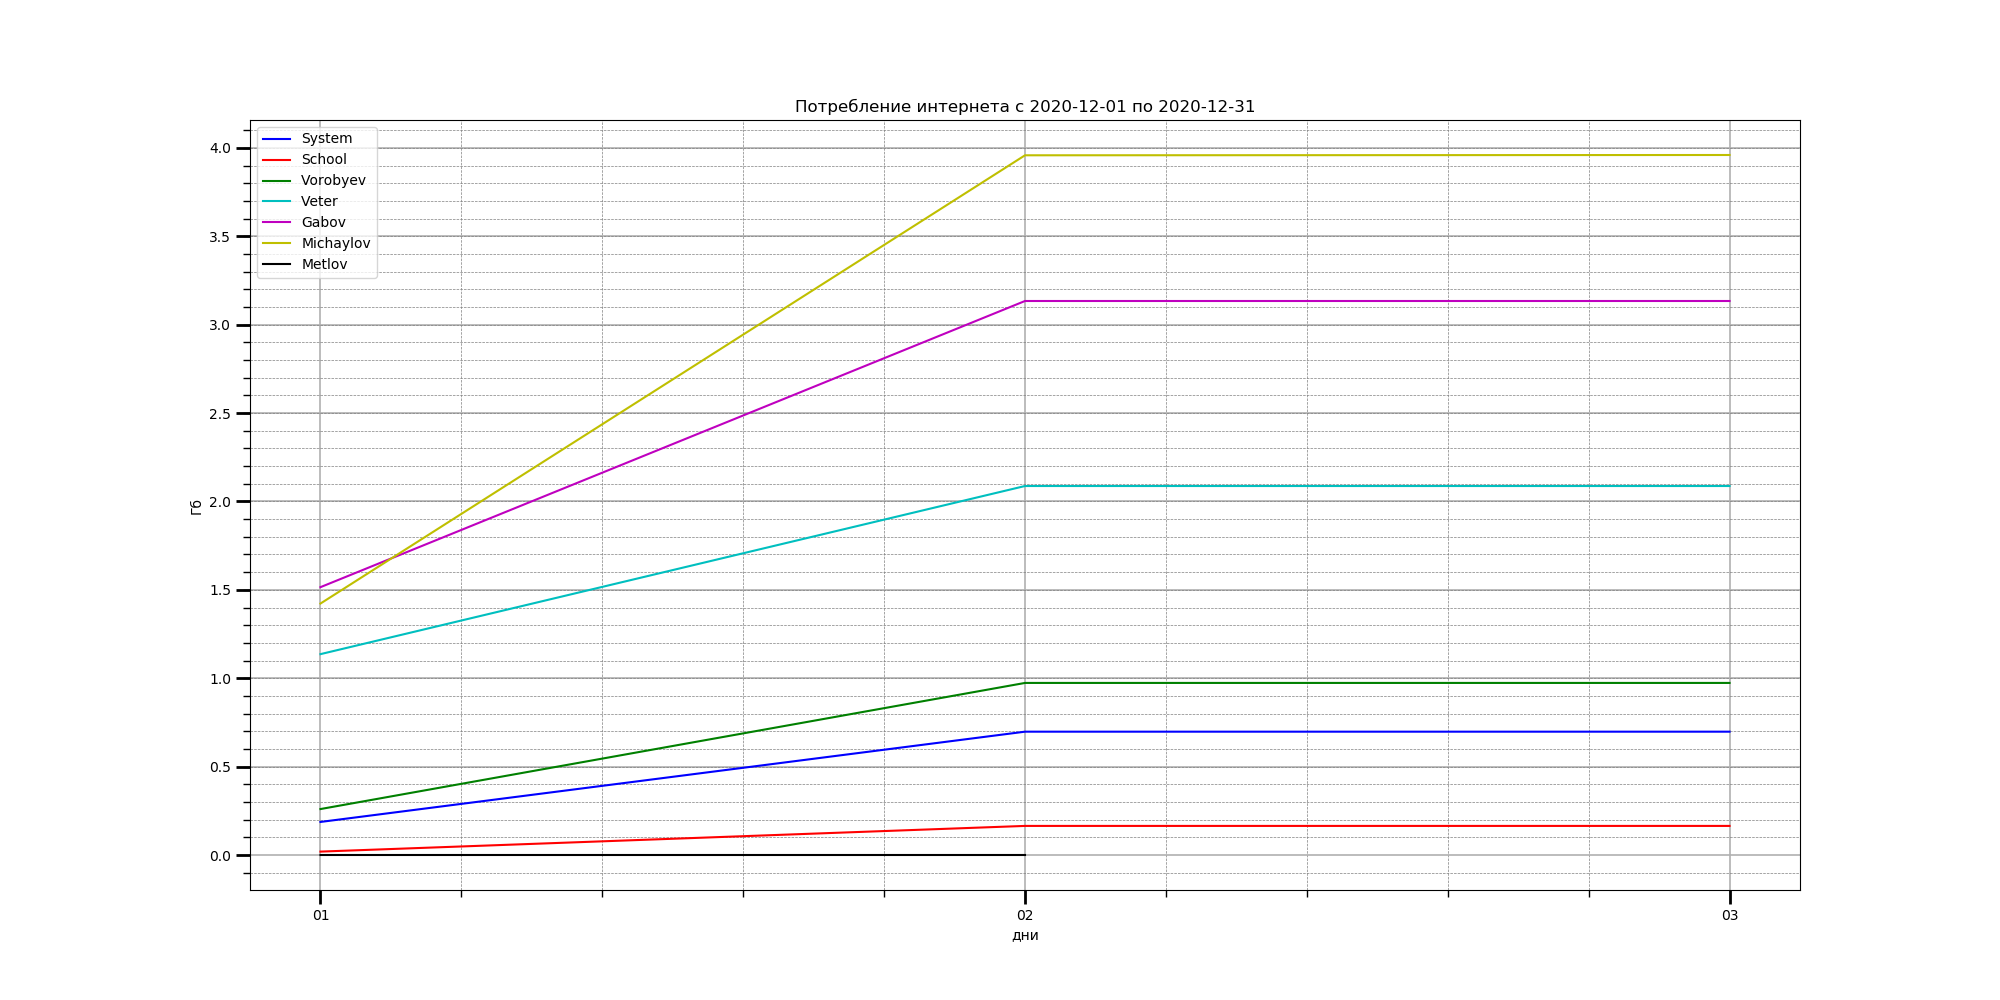 Потребление интернета с 2020-12-01 по 2020-12-31
System
School
Vorobyev
Veter
Gabov
Michaylov
Metlov
4.0
3.5
3.0
2.5
2.0
1.5
1.0
0.5
0.0
Гб
01 02 03
дни